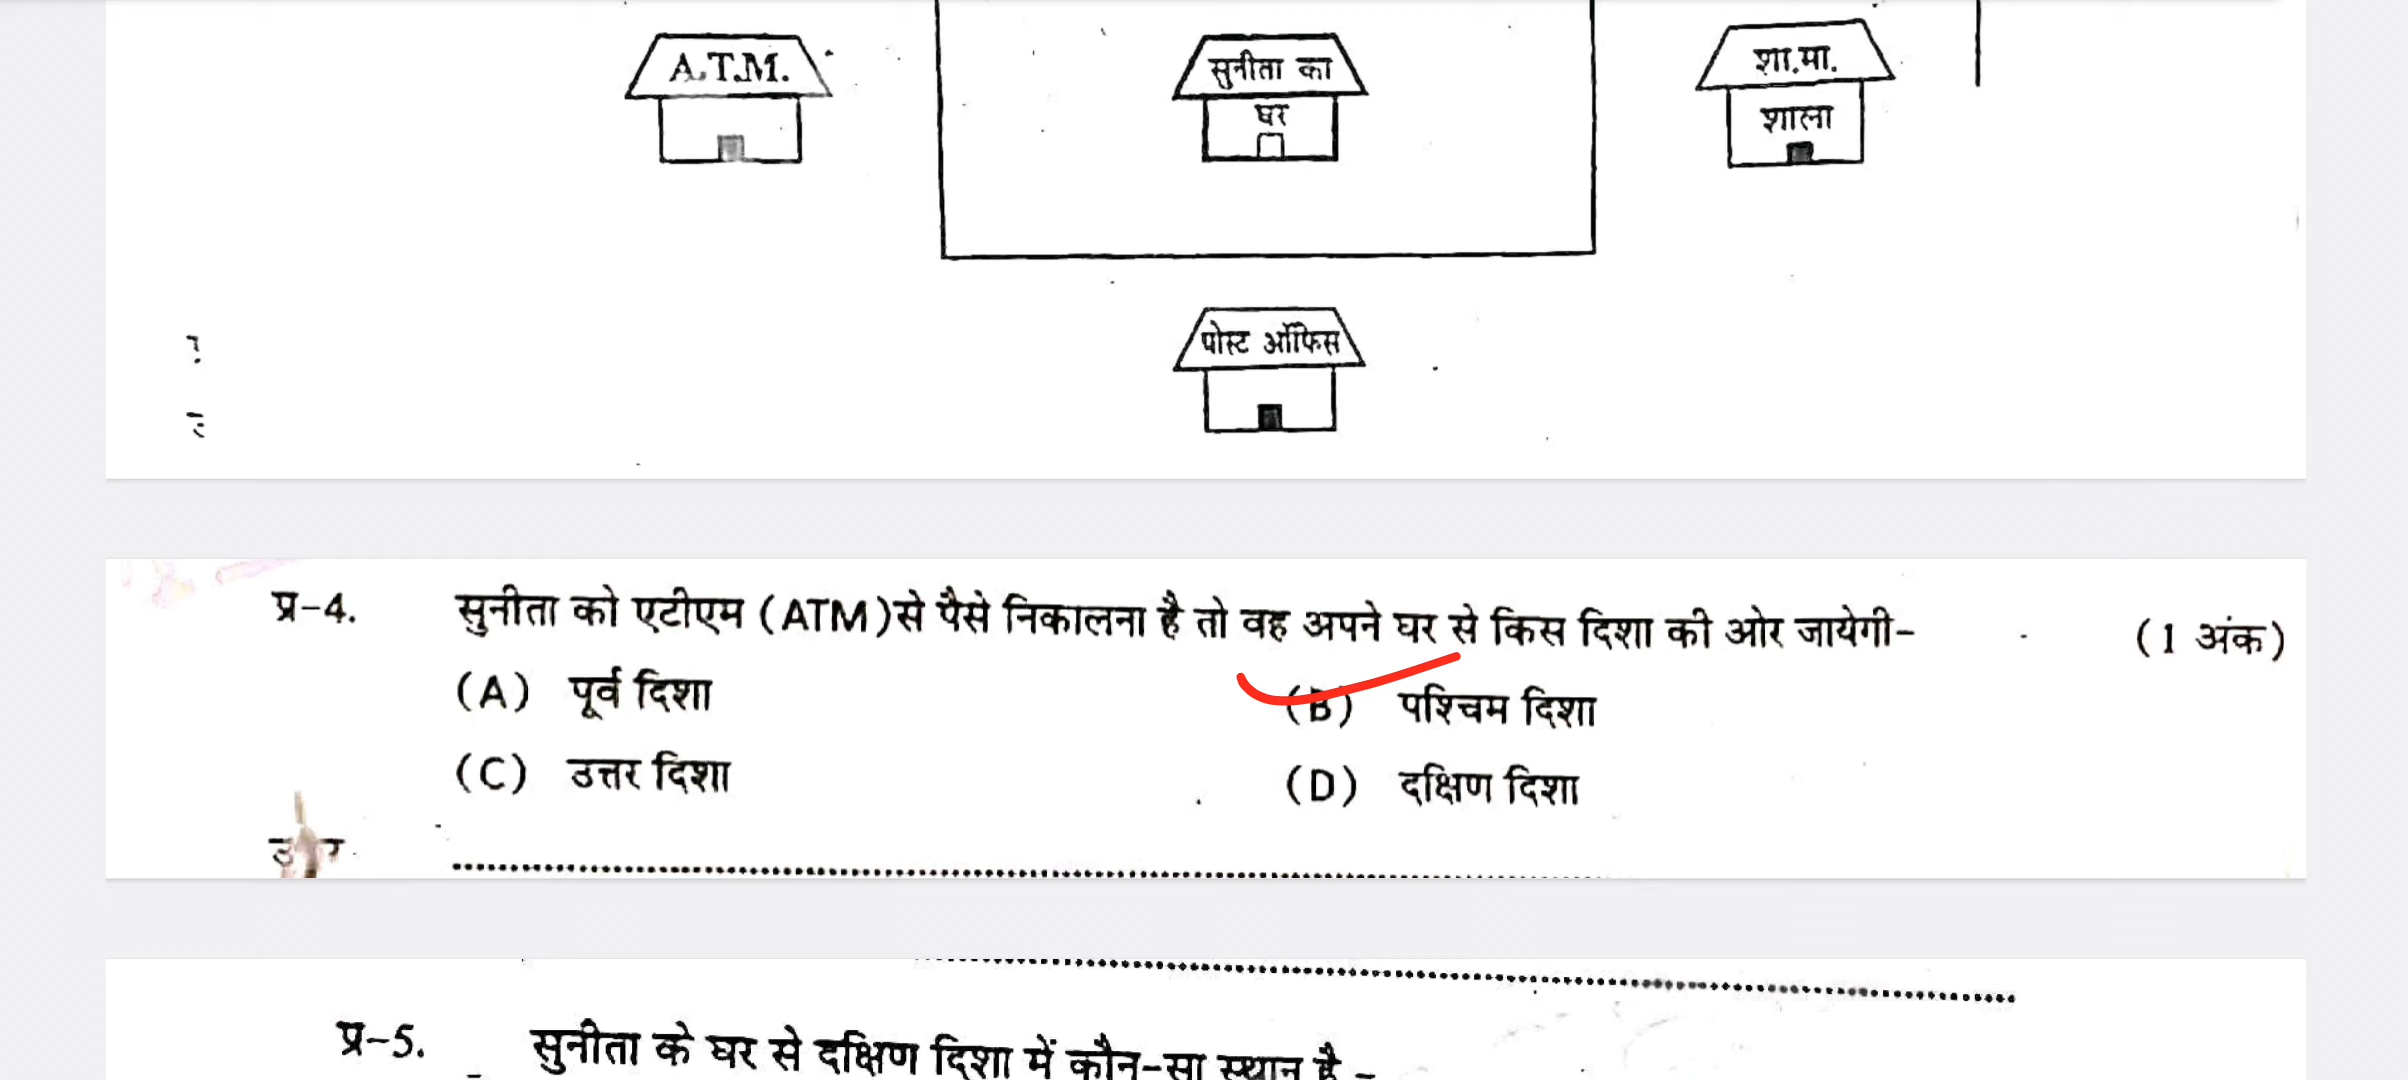 A.T.M.
सुनीता का
घर
शा.मा.
शाला
पोस्ट ऑफिस
प्र-4. सुनीता को एटीएम (ATM)से पैसे निकालना है तो वह अपने घर से किस दिशा की ओर जायेगी- (1 अंक)
(A) पूर्व दिशा (B) पश्चिम दिशा
(C) उत्तर दिशा (D) दक्षिण दिशा
प्र-5. सुनीता के घर से दक्षिण दिशा में कौन-सा स्थान है -